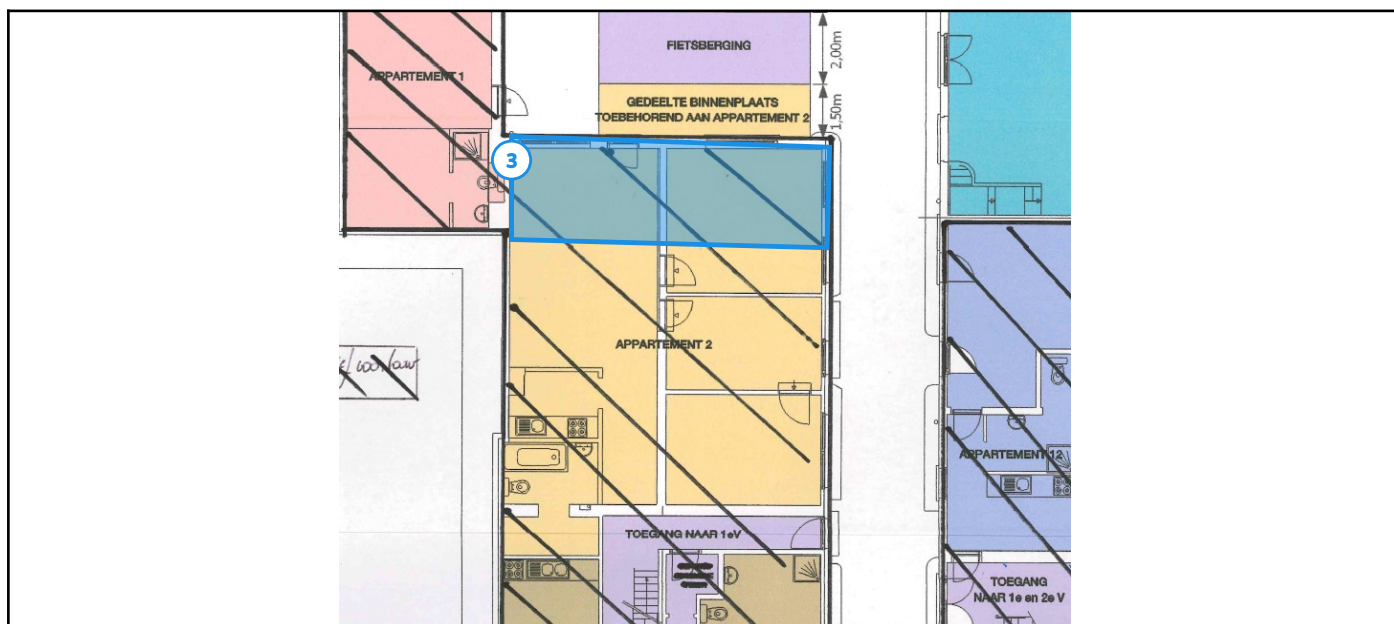 FIETSBERGING
2,00m
APPARTEMENT 1
GEDEELTE BINNENPLAATS
TOEBEHOREND AAN APPARTEMENT 2
1,50m
3
APPARTEMENT 2
APPARTEMENT 12
TOEGANG NAAR 1eV
TOEGANG
NAAR 1e en 2e V